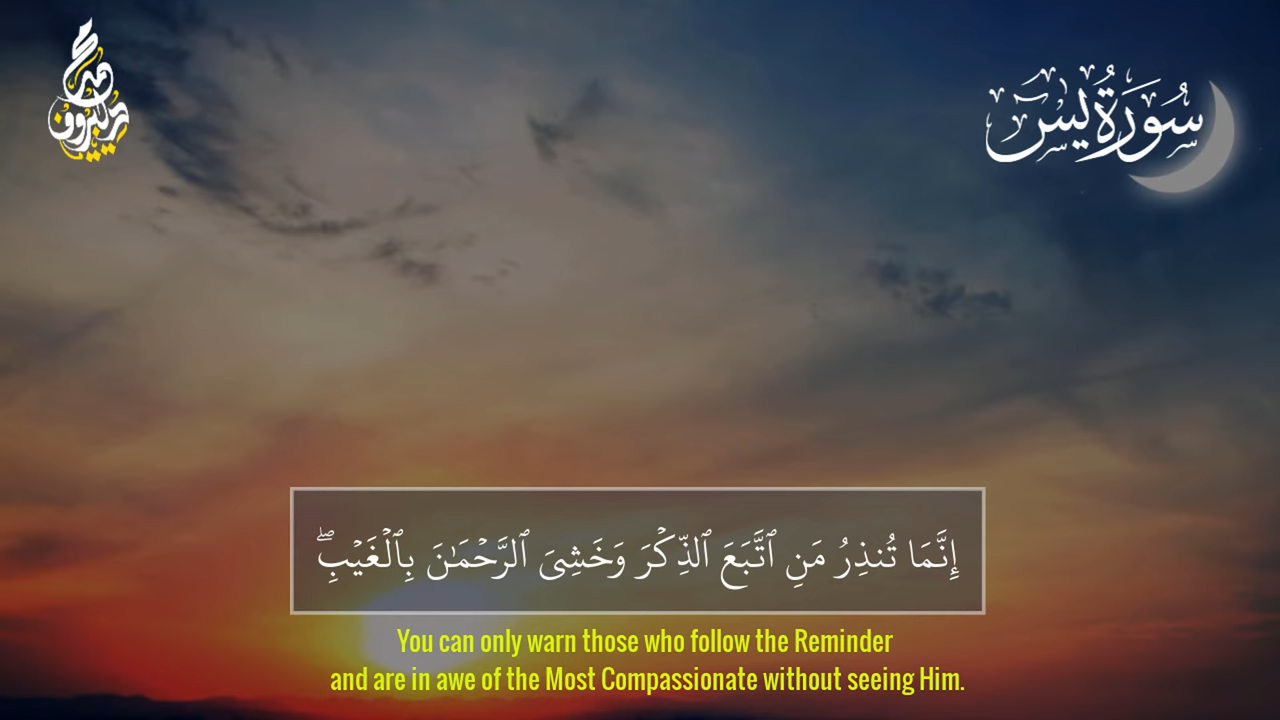 سُورَةُ يسٓ
إِنَّمَا تُنذِرُ مَنِ ٱتَّبَعَ ٱلذِّكْرَ وَخَشِىَ ٱلرَّحْمَـٰنَ بِٱلْغَيْبِ ۖ
You can only warn those who follow the Reminder
and are in awe of the Most Compassionate without seeing Him.